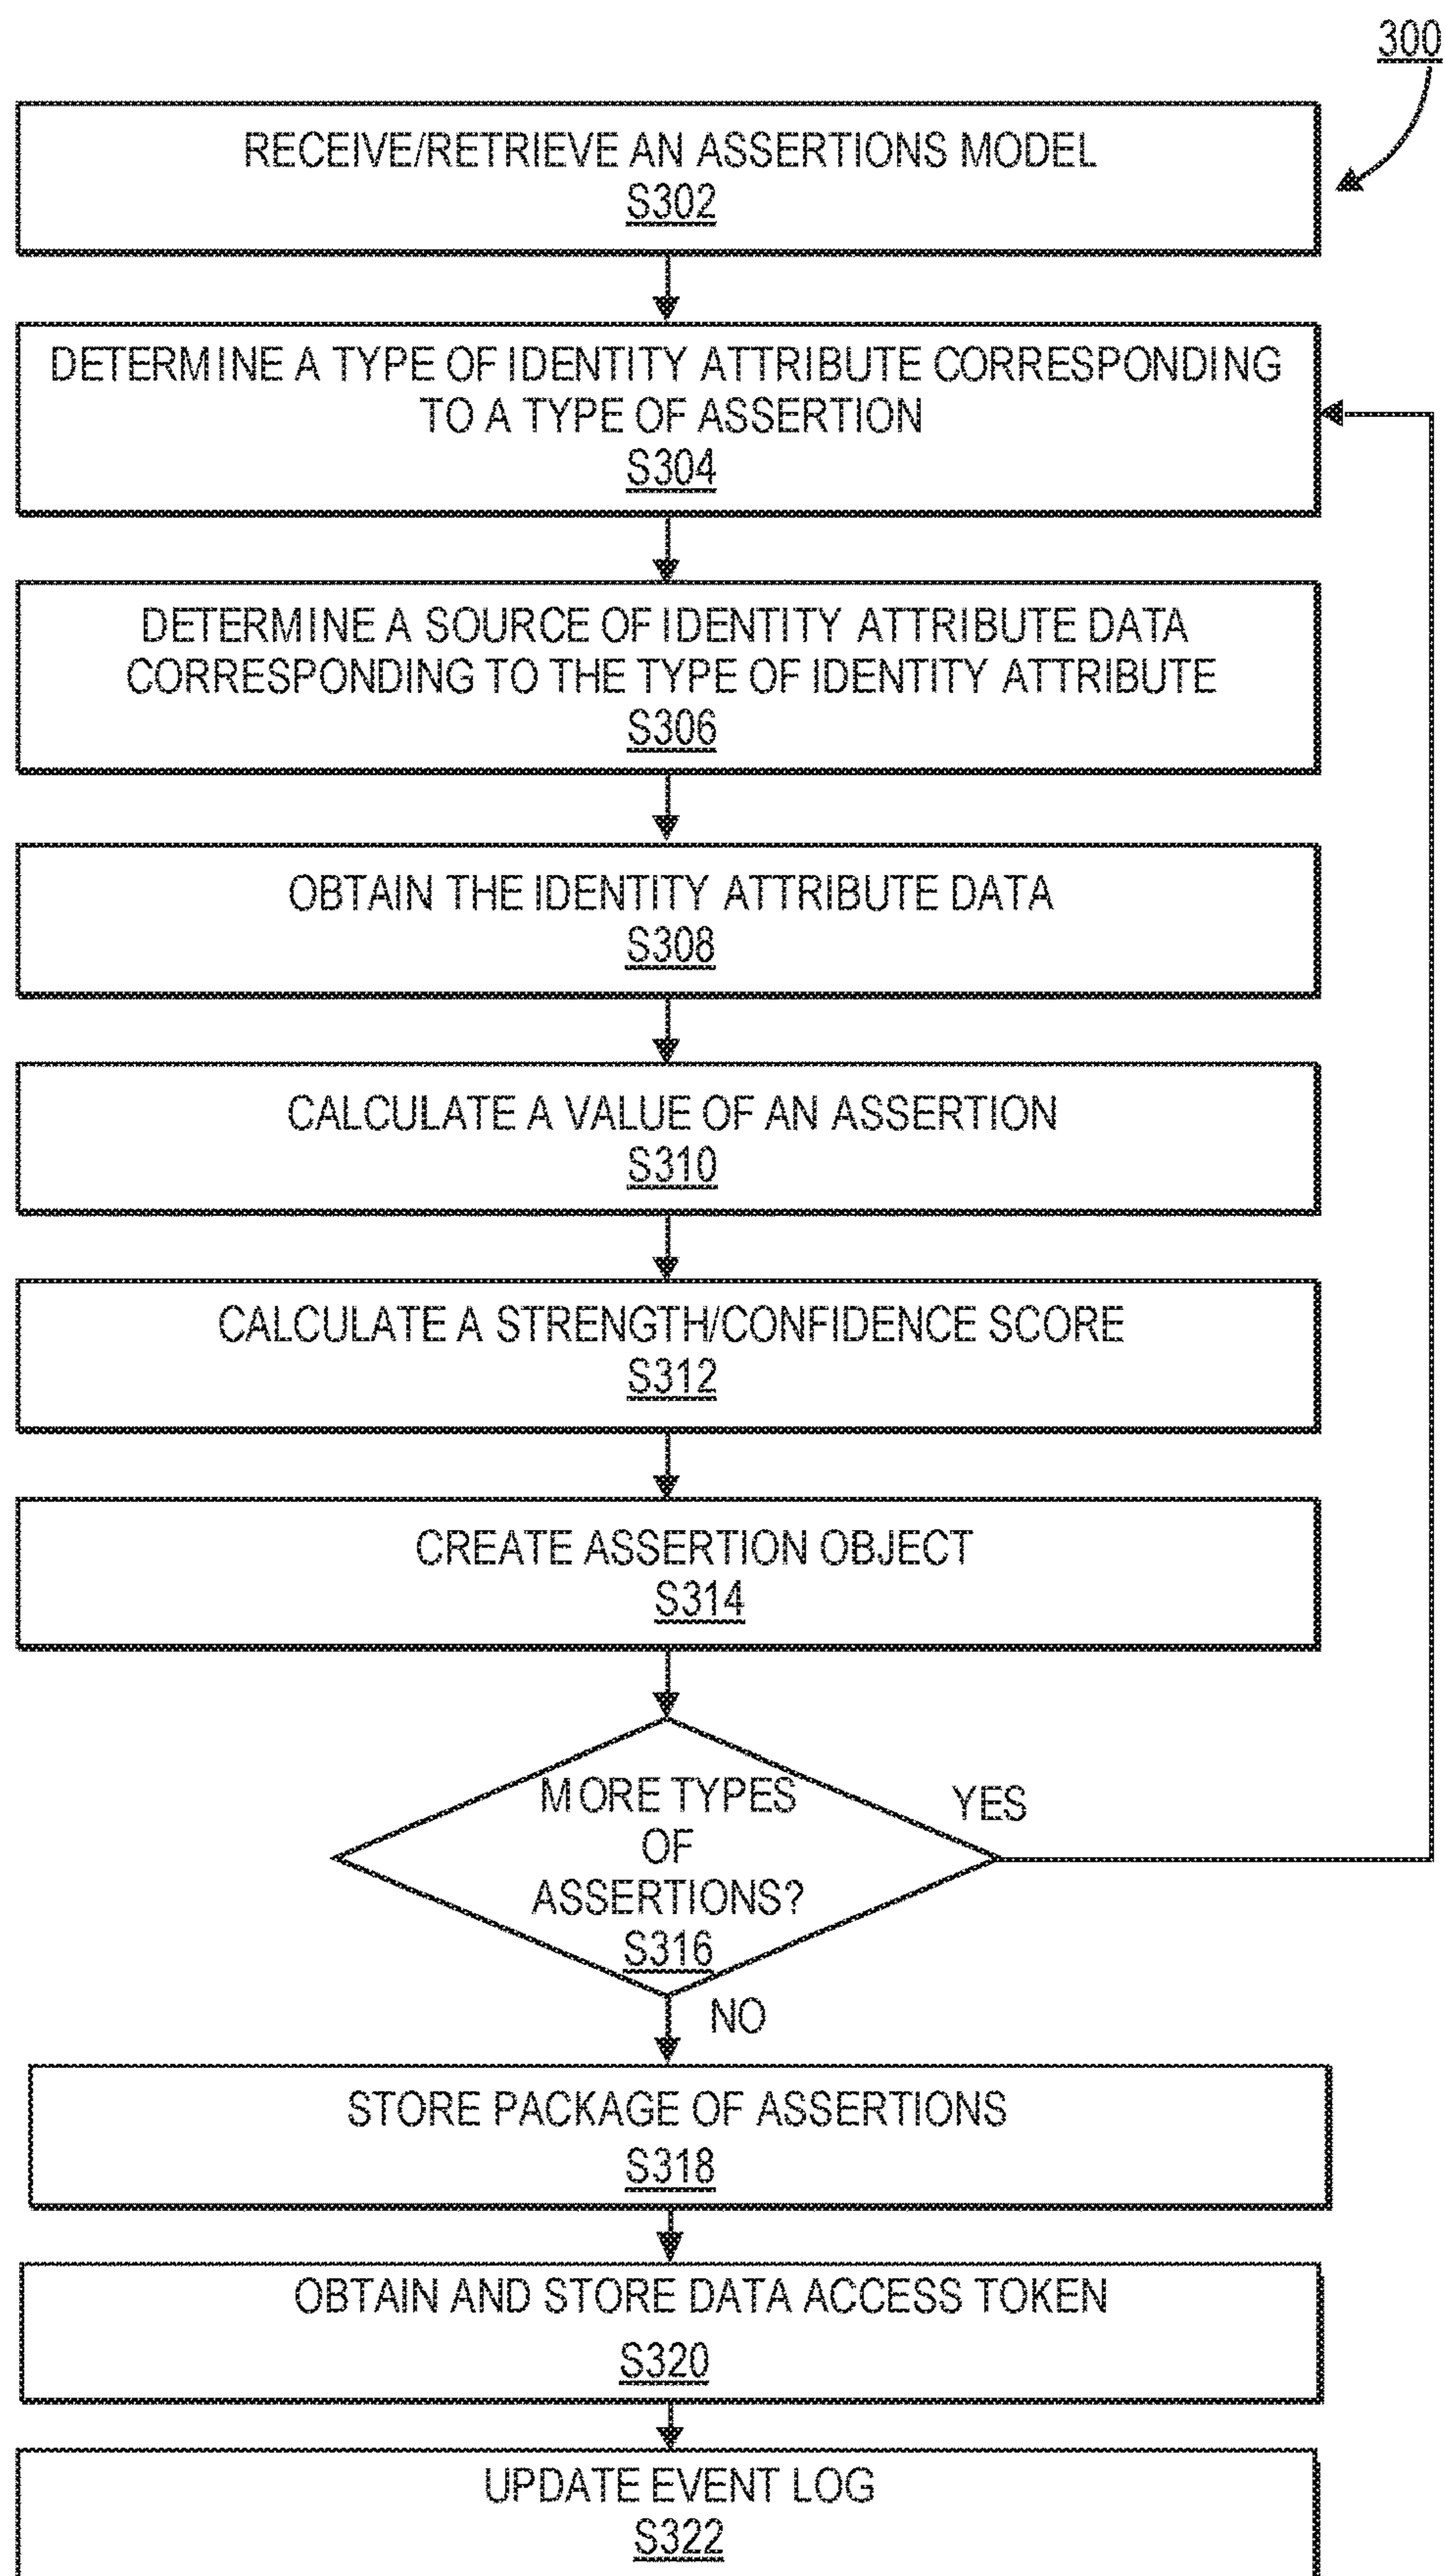 300
RECEIVE/RETRIEVE AN ASSERTIONS MODEL
S302
DETERMINE A TYPE OF IDENTITY ATTRIBUTE CORRESPONDING
TO A TYPE OF ASSERTION
S304
DETERMINE A SOURCE OF IDENTITY ATTRIBUTE DATA
CORRESPONDING TO THE TYPE OF IDENTITY ATTRIBUTE
S306
OBTAIN THE IDENTITY ATTRIBUTE DATA
S308
CALCULATE A VALUE OF AN ASSERTION
S310
CALCULATE A STRENGTH/CONFIDENCE SCORE
S312
CREATE ASSERTION OBJECT
S314
MORE TYPES
OF
ASSERTIONS?
S316
YES
NO
STORE PACKAGE OF ASSERTIONS
S318
OBTAIN AND STORE DATA ACCESS TOKEN
S320
UPDATE EVENT LOG
S322